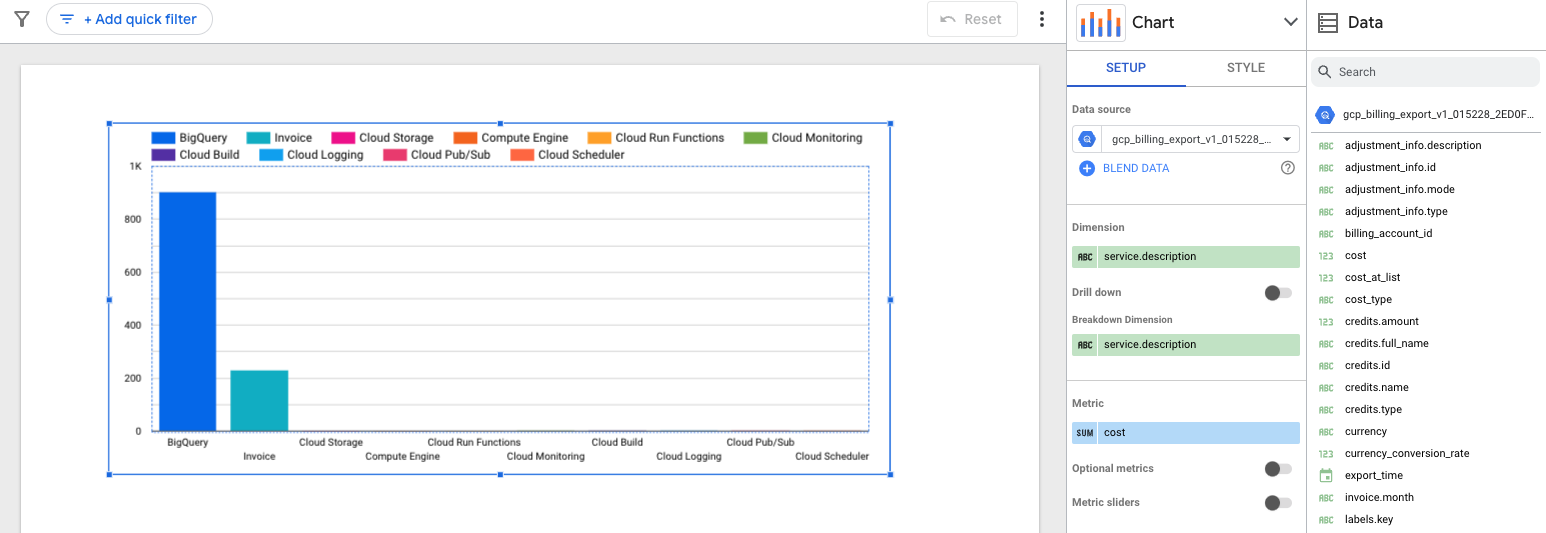 + Add quick filter
Reset
BigQuery Invoice Cloud Storage Compute Engine Cloud Run Functions Cloud Monitoring
Cloud Build Cloud Logging Cloud Pub/Sub Cloud Scheduler
1K
800
600
400
200
0
BigQuery Cloud Storage Cloud Run Functions Cloud Build Cloud Pub/Sub
Invoice Compute Engine Cloud Monitoring Cloud Logging Cloud Scheduler
Chart
SETUP STYLE
Data source
gcp_billing_export_v1_015228_...
BLEND DATA
Dimension
ABC service.description
Drill down
Breakdown Dimension
ABC service.description
Metric
SUM cost
Optional metrics
Metric sliders
Data
Search
gcp_billing_export_v1_015228_2ED0F...
ABC adjustment_info.description
ABC adjustment_info.id
ABC adjustment_info.mode
ABC adjustment_info.type
ABC billing_account_id
123 cost
123 cost_at_list
ABC cost_type
123 credits.amount
ABC credits.full_name
ABC credits.id
ABC credits.name
ABC credits.type
ABC currency
123 currency_conversion_rate
export_time
ABC invoice.month
ABC labels.key